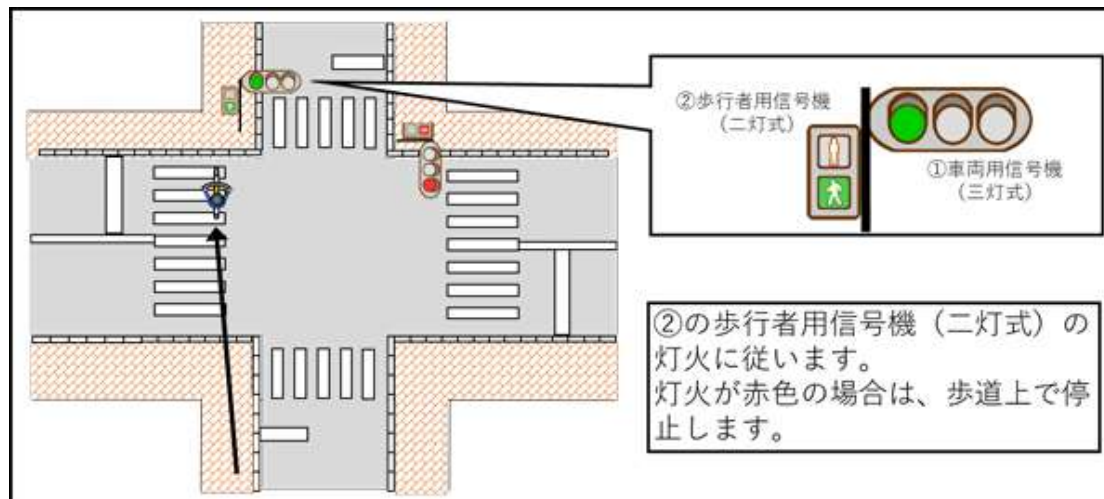 ②歩行者用信号機
（二灯式）
①車両用信号機
（三灯式）
②の歩行者用信号機（二灯式）の
灯火に従います。
灯火が赤色の場合は、歩道上で停
止します。